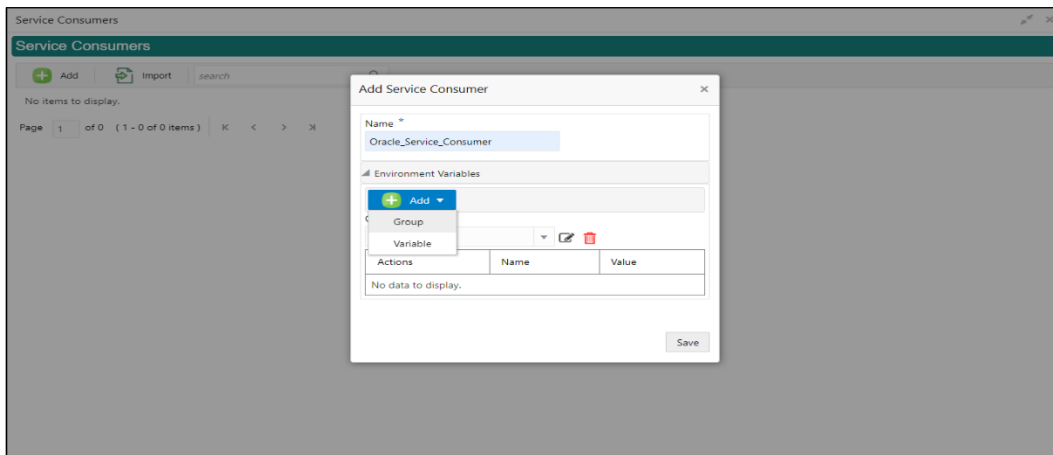 Service Consumers
Service Consumers
Add Import search
No items to display.
Page 1 of 0 (1 - 0 of 0 items)
Add Service Consumer
Name *
Oracle_Service_Consumer
Environment Variables
Add
Group
Variable
Actions Name Value
No data to display.
Save